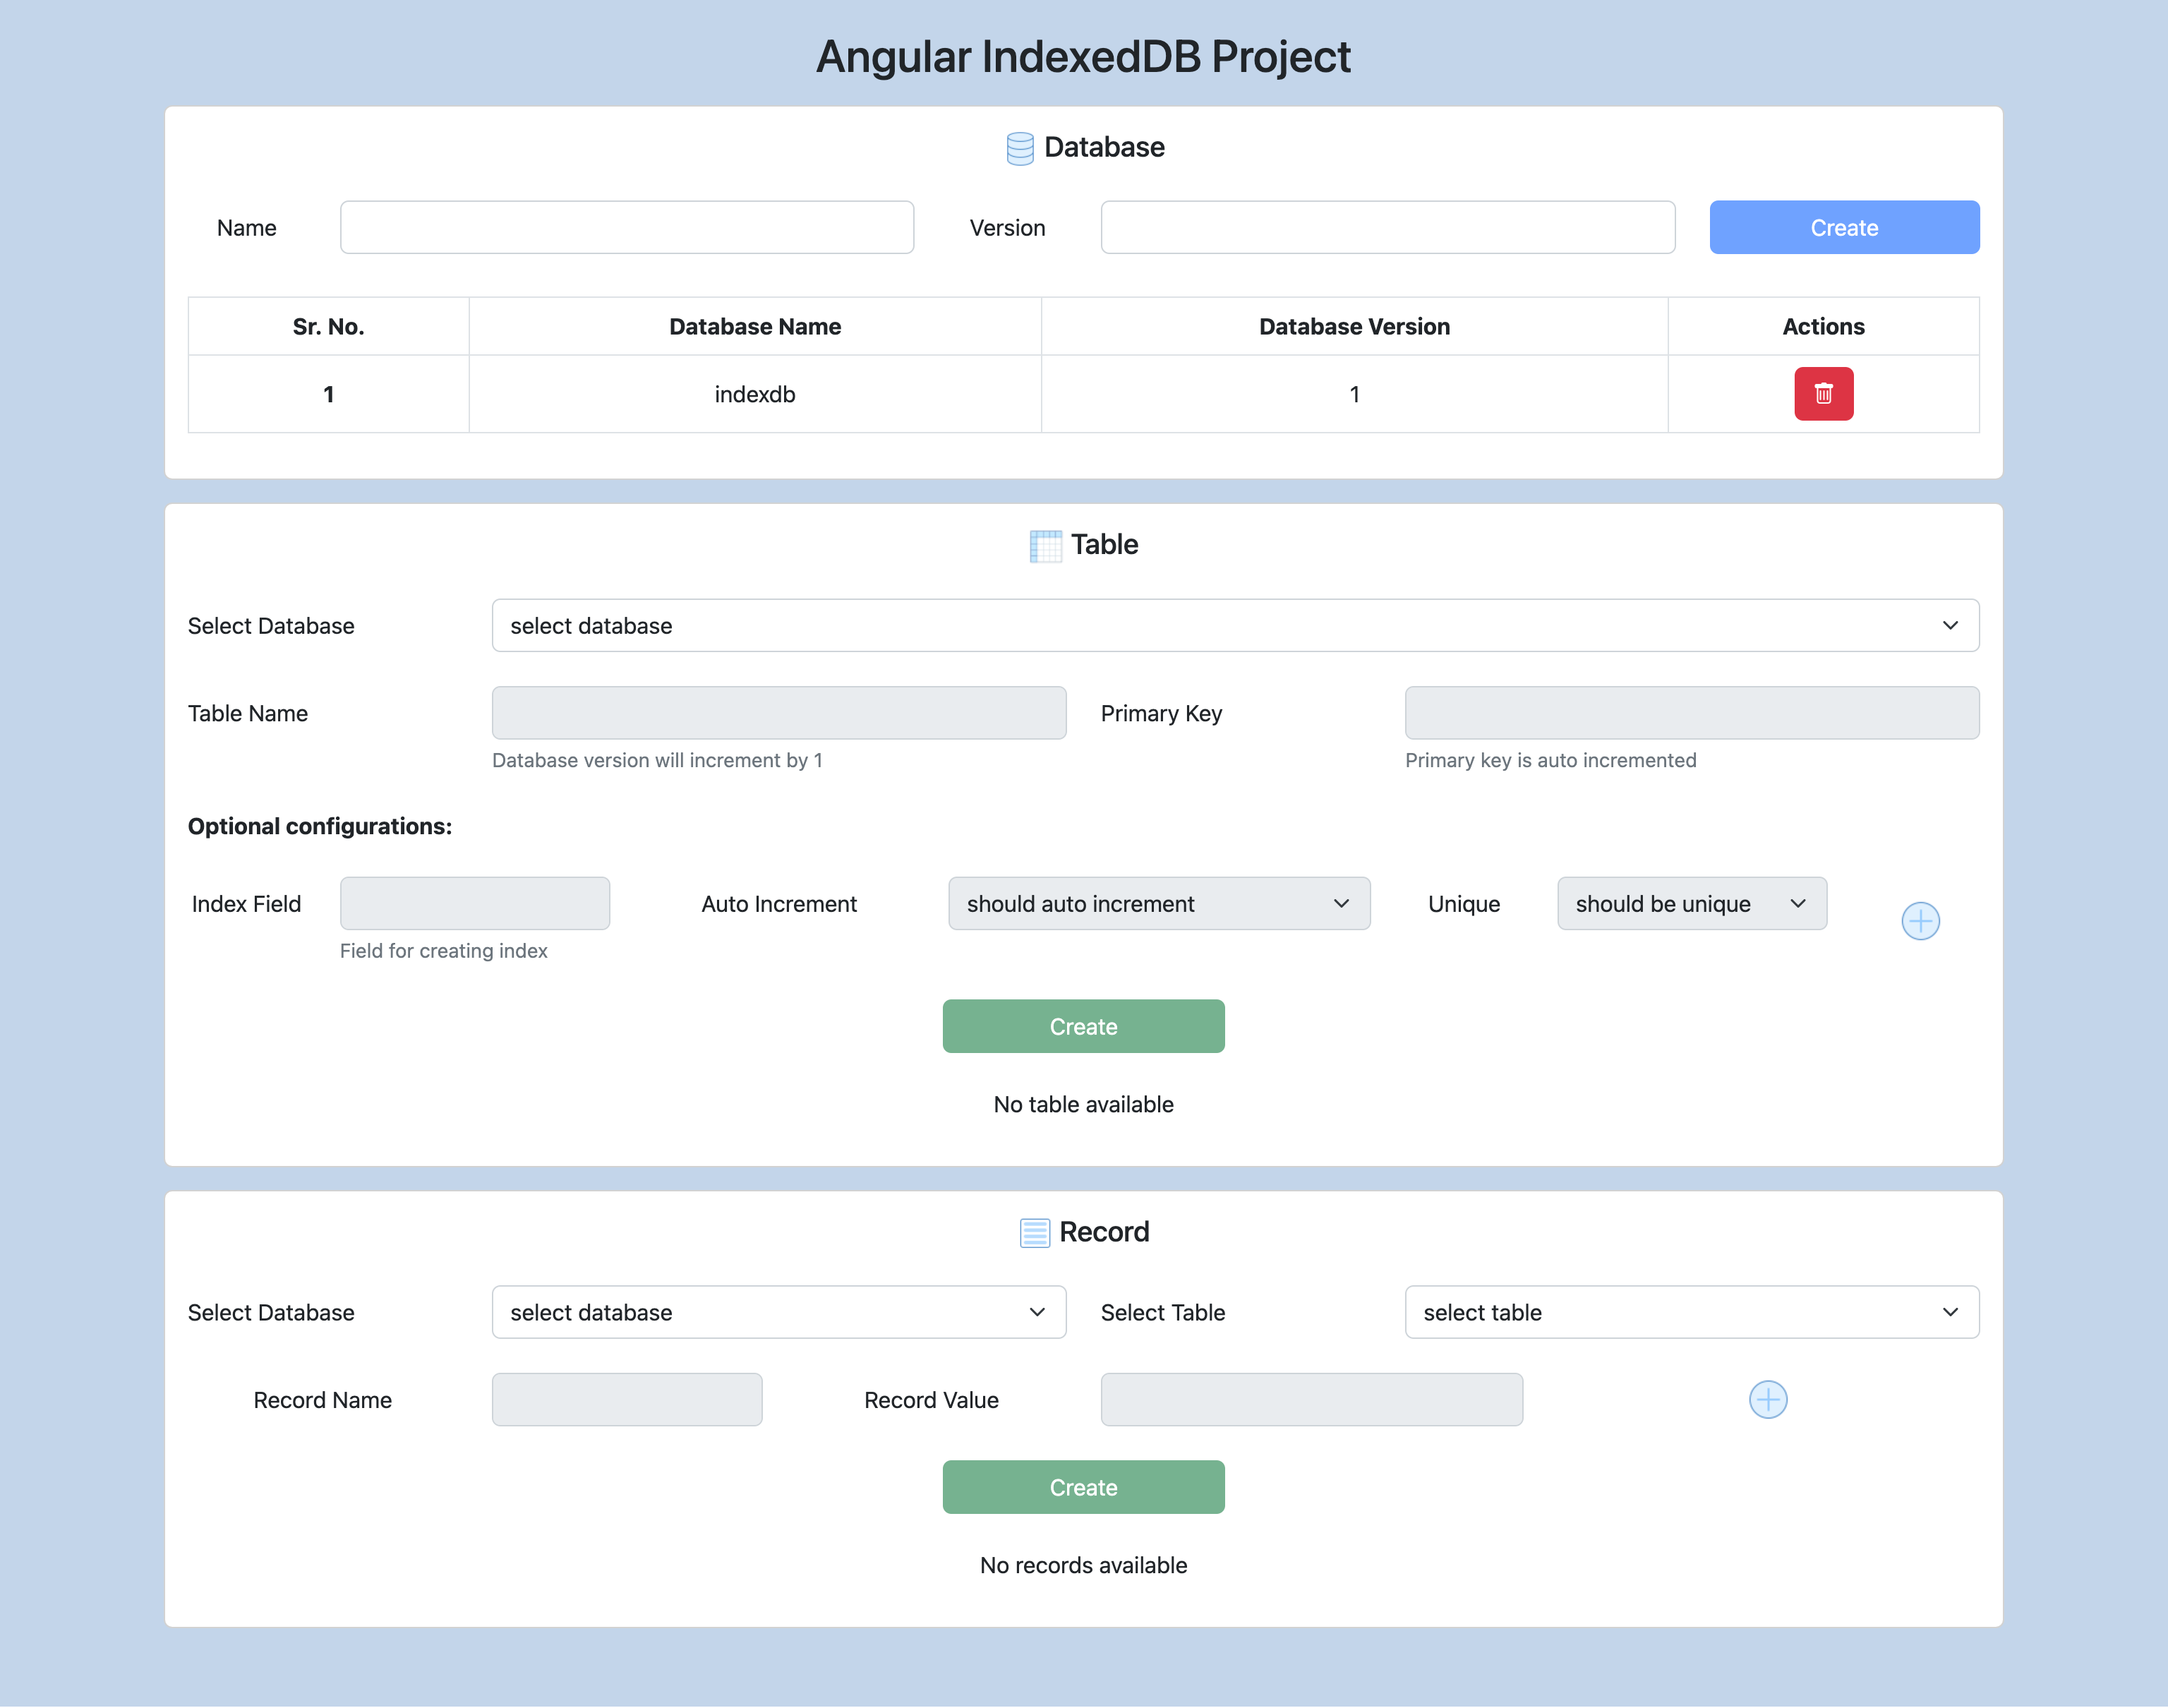 Angular IndexedDB Project
Database
Name Version Create
Sr. No. Database Name Database Version Actions
1 indexdb 1
Table
Select Database select database
Table Name Primary Key
Database version will increment by 1 Primary key is auto incremented
Optional configurations:
Index Field Auto Increment should auto increment Unique should be unique
Field for creating index
Create
No table available
Record
Select Database select database Select Table select table
Record Name Record Value
Create
No records available